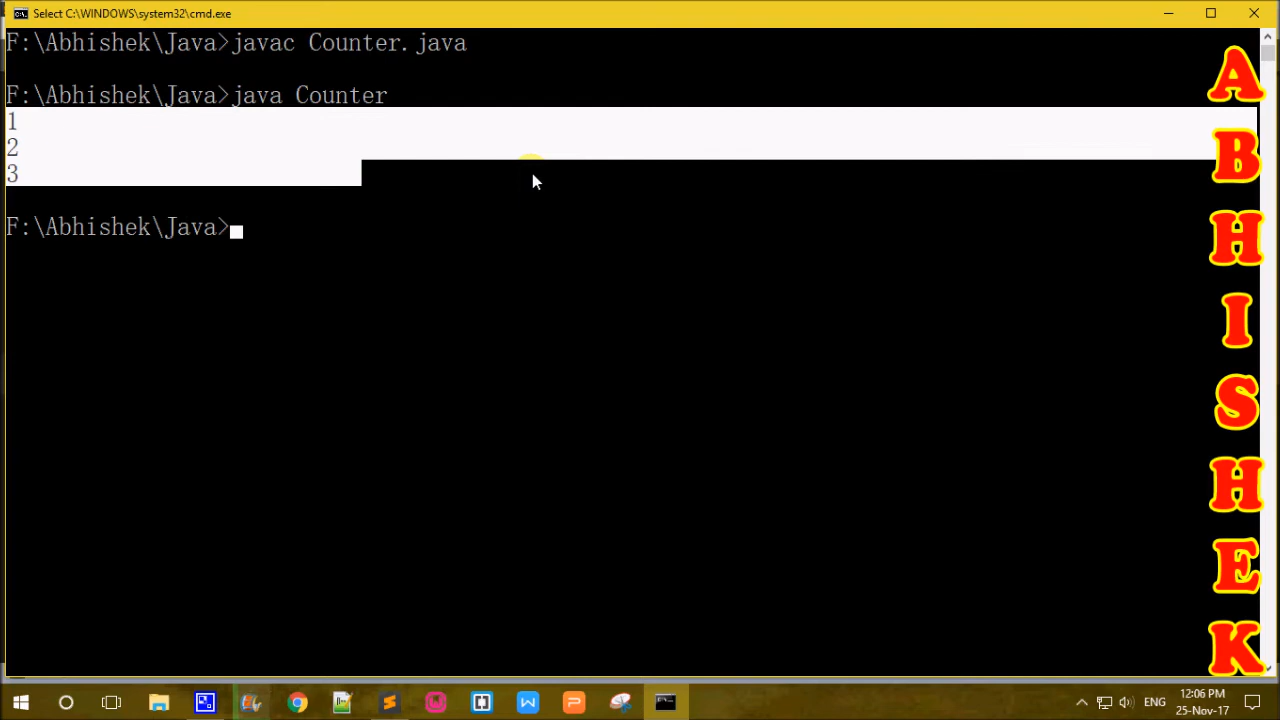 Select C:\WINDOWS\system32\cmd.exe
F:\Abhishek\Java>javac Counter.java
F:\Abhishek\Java>java Counter
1
2
3
F:\Abhishek\Java>
A
B
H
I
S
H
E
K
ENG
12:06 PM
25-Nov-17